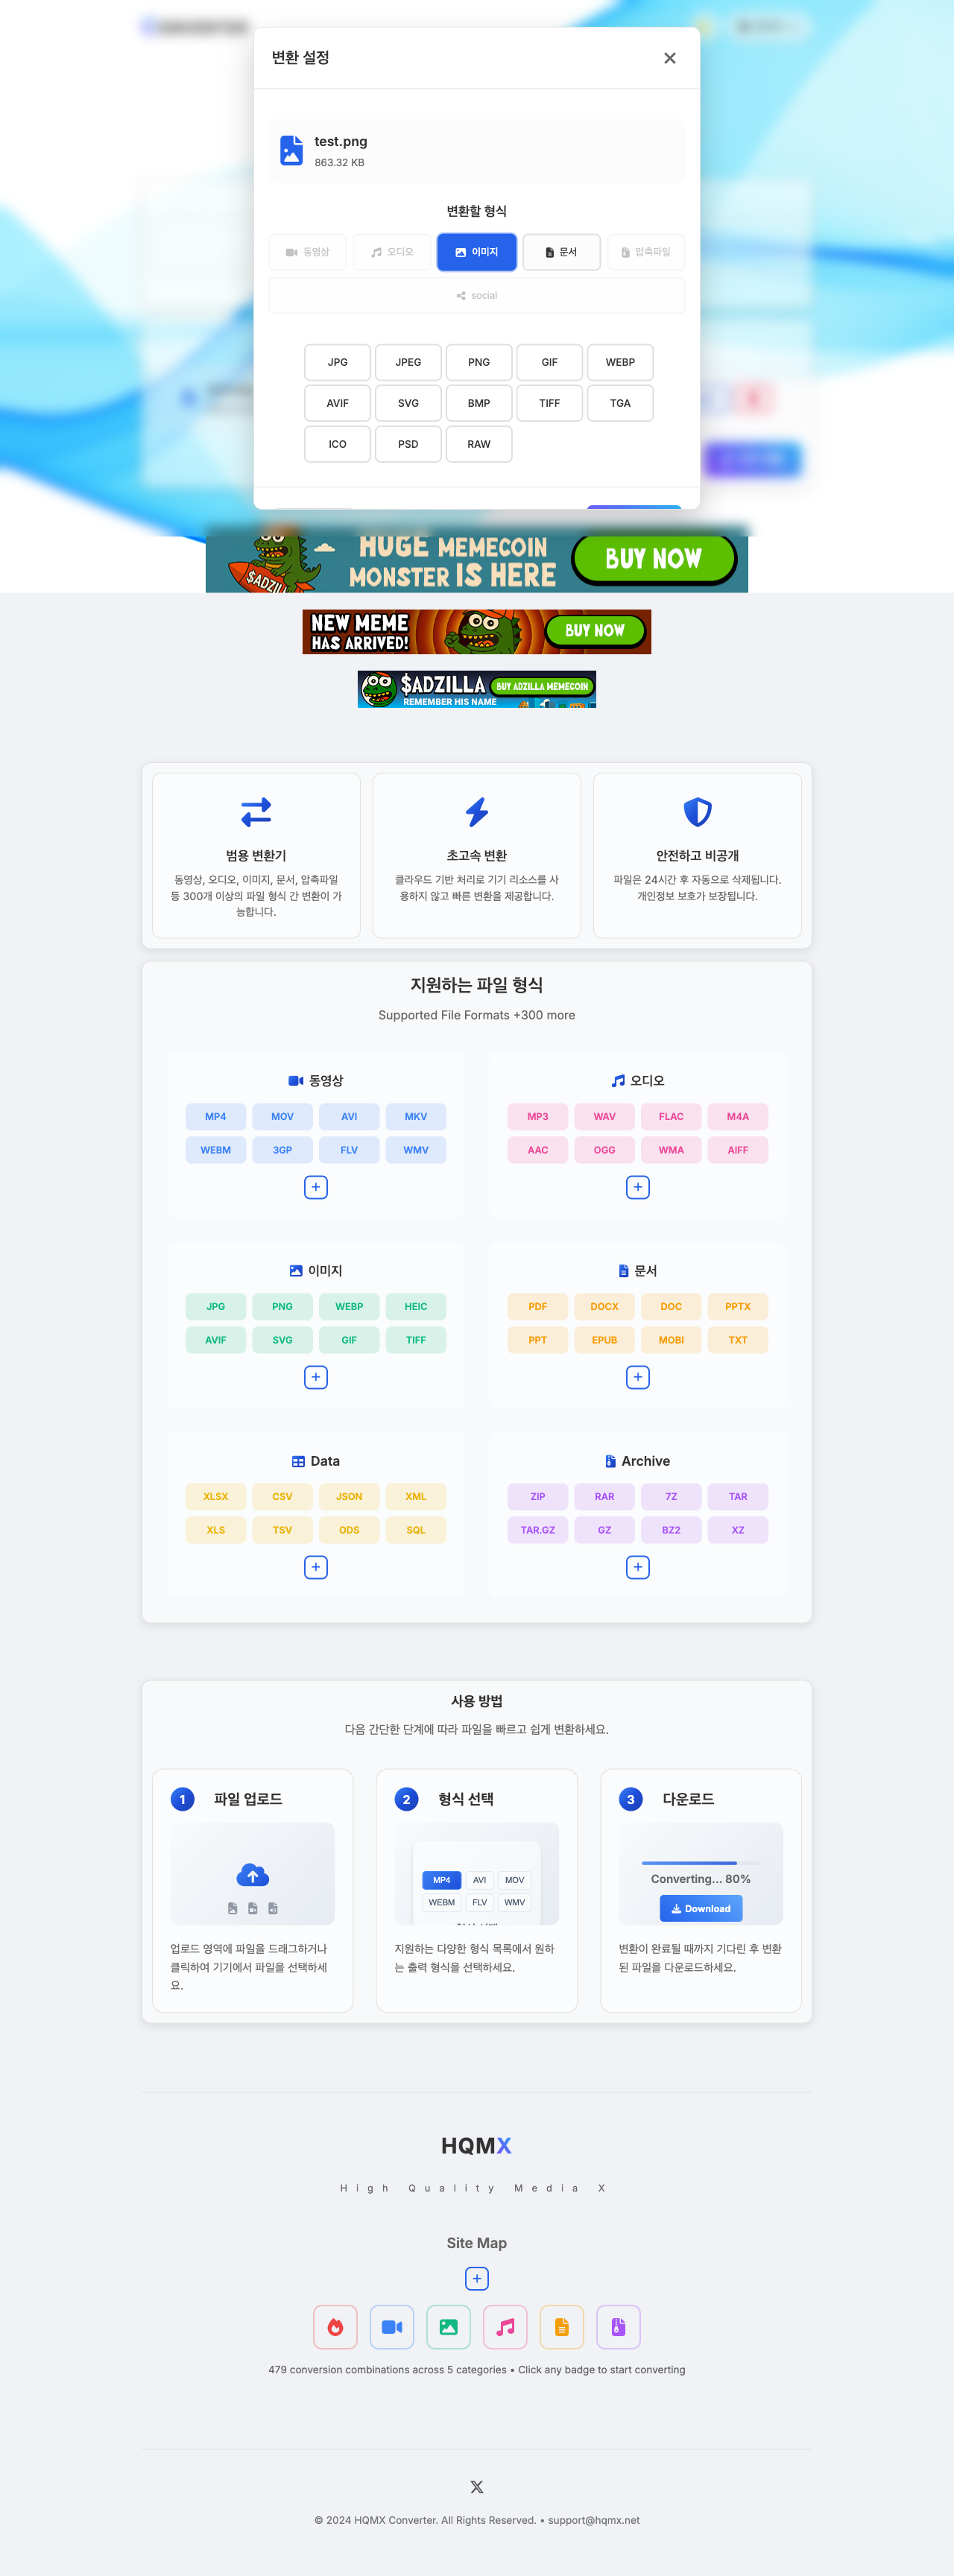 변환 설정
test.png
863.32 KB
변환할 형식
동영상
오디오
이미지
문서
압축파일
social
JPG
JPEG
PNG
GIF
WEBP
AVIF
SVG
BMP
TIFF
TGA
ICO
PSD
RAW
HUGE MEMECOIN
MONSTER IS HERE
$ADZILL
BUY NOW
NEW MEME
HAS ARRIVED!
BUY NOW
$ADZILLA
REMEMBER HIS NAME
BUY ADZILLA MEMECOIN
범용 변환기
동영상, 오디오, 이미지, 문서, 압축파일
등 300개 이상의 파일 형식 간 변환이 가
능합니다.
초고속 변환
클라우드 기반 처리로 기기 리소스를 사
용하지 않고 빠른 변환을 제공합니다.
안전하고 비공개
파일은 24시간 후 자동으로 삭제됩니다.
개인정보 보호가 보장됩니다.
지원하는 파일 형식
Supported File Formats +300 more
동영상
MP4
MOV
AVI
MKV
WEBM
3GP
FLV
WMV
오디오
MP3
WAV
FLAC
M4A
AAC
OGG
WMA
AIFF
이미지
JPG
PNG
WEBP
HEIC
AVIF
SVG
GIF
TIFF
문서
PDF
DOCX
DOC
PPTX
PPT
EPUB
MOBI
TXT
Data
XLSX
CSV
JSON
XML
XLS
TSV
ODS
SQL
Archive
ZIP
RAR
7Z
TAR
TAR.GZ
GZ
BZ2
XZ
사용 방법
다음 간단한 단계에 따라 파일을 빠르고 쉽게 변환하세요.
1 파일 업로드
업로드 영역에 파일을 드래그하거나
클릭하여 기기에서 파일을 선택하세
요.
2 형식 선택
MP4
AVI
MOV
WEBM
FLV
WMV
지원하는 다양한 형식 목록에서 원하
는 출력 형식을 선택하세요.
3 다운로드
Converting... 80%
Download
변환이 완료될 때까지 기다린 후 변환
된 파일을 다운로드하세요.
HQMX
High Quality Media X
Site Map
479 conversion combinations across 5 categories • Click any badge to start converting
© 2024 HQMX Converter. All Rights Reserved. • support@hqmx.net